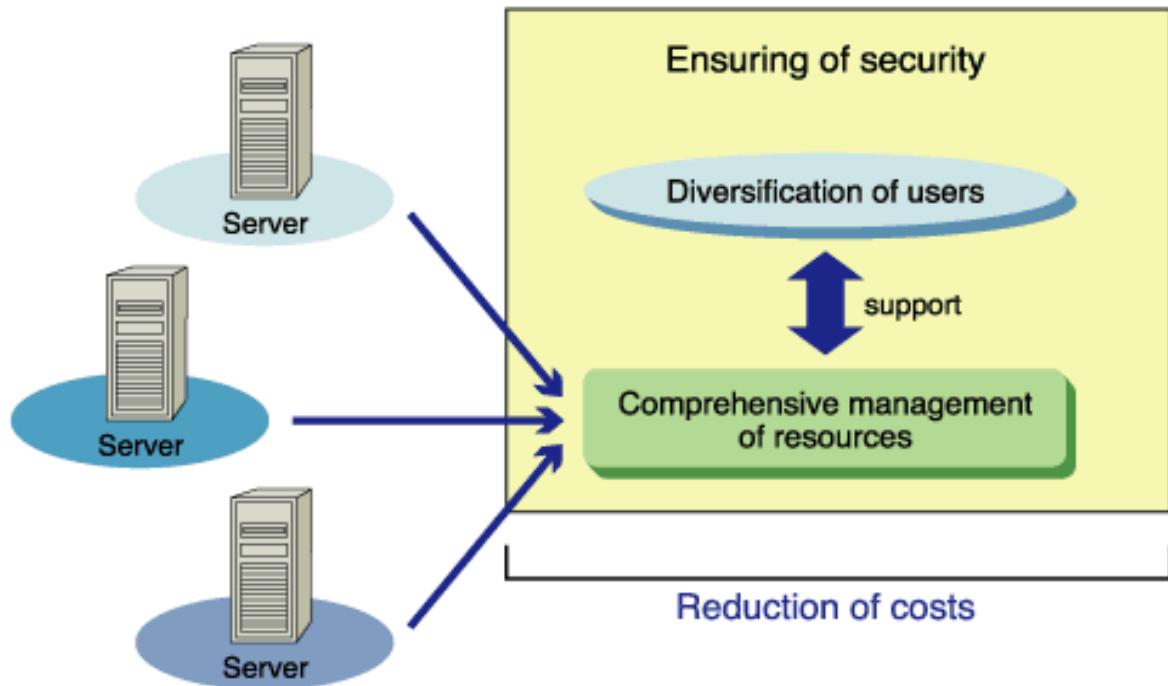 Ensuring of security
Server
Diversification of users
support
Server
Comprehensive management
of resources
Reduction of costs
Server